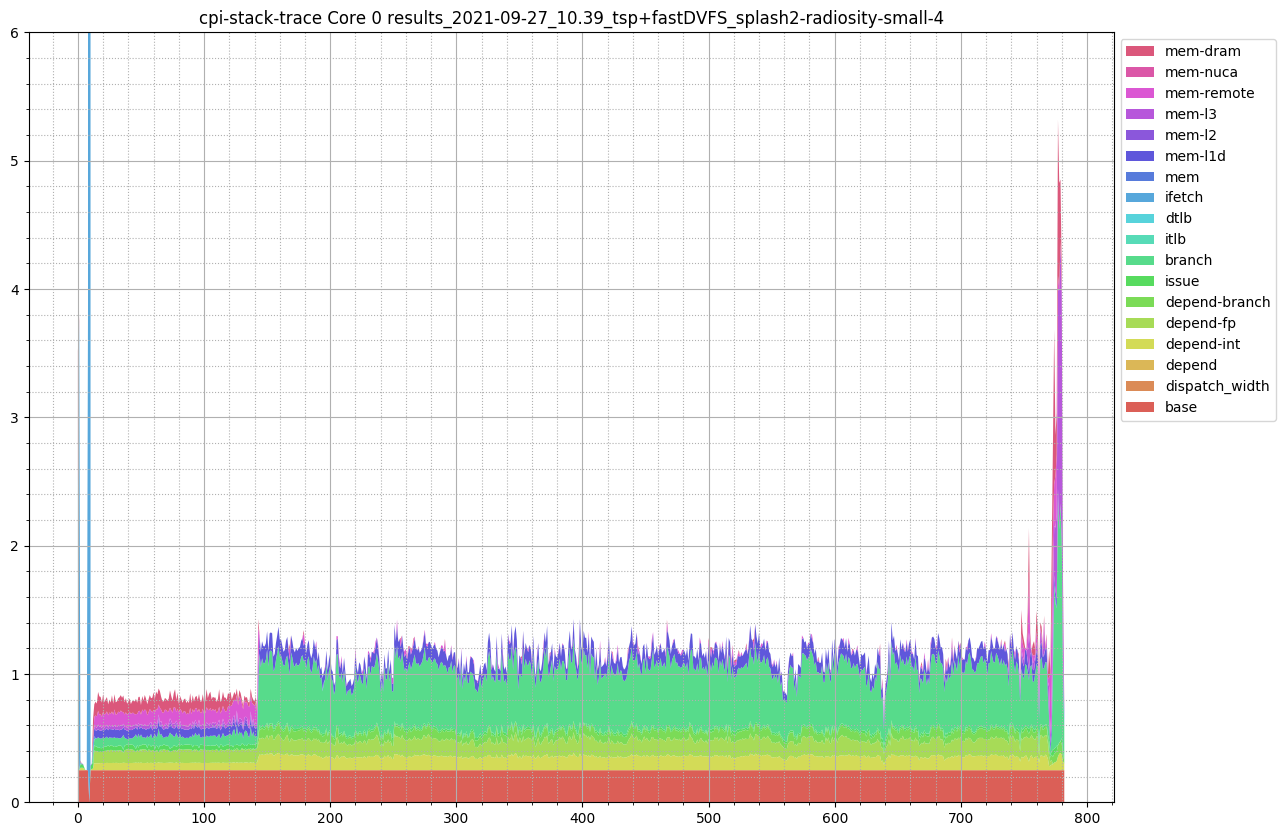 cpi-stack-trace Core 0 results_2021-09-27_10.39_tsp+fastDVFS_splash2-radiosity-small-4
6
5
4
3
2
1
0
0 100 200 300 400 500 600 700 800
mem-dram
mem-nuca
mem-remote
mem-l3
mem-l2
mem-l1d
mem
ifetch
dtlb
itlb
branch
issue
depend-branch
depend-fp
depend-int
depend
dispatch_width
base